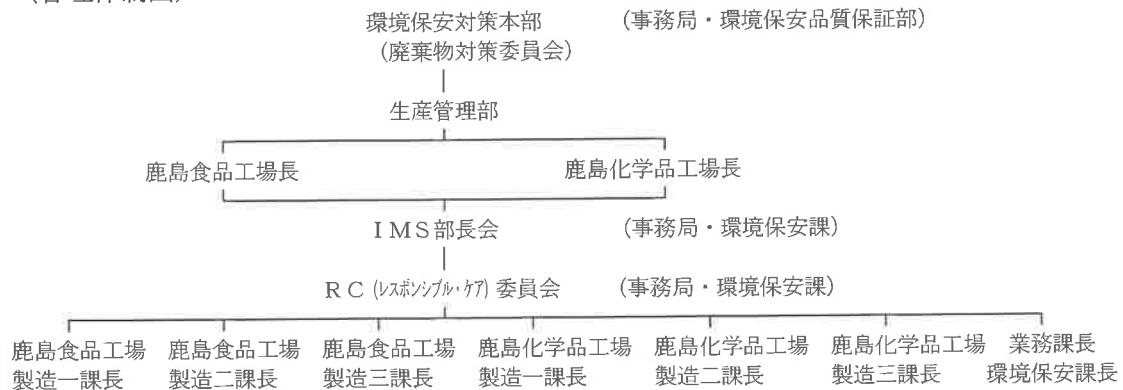 環境保安対策本部 (事務局・環境保安品質保証部)
(廃棄物対策委員会)
生産管理部
鹿島食品工場長 鹿島化学品工場長
ＩＭＳ部長会 (事務局・環境保安課)
ＲＣ(ﾚｽﾎﾟﾝｼﾌﾞﾙ・ｹｱ)委員会 (事務局・環境保安課)
鹿島食品工場 鹿島食品工場 鹿島食品工場 鹿島化学品工場 鹿島化学品工場 鹿島化学品工場 業務課長
製造一課長 製造二課長 製造三課長 製造一課長 製造二課長 製造三課長 環境保安課長